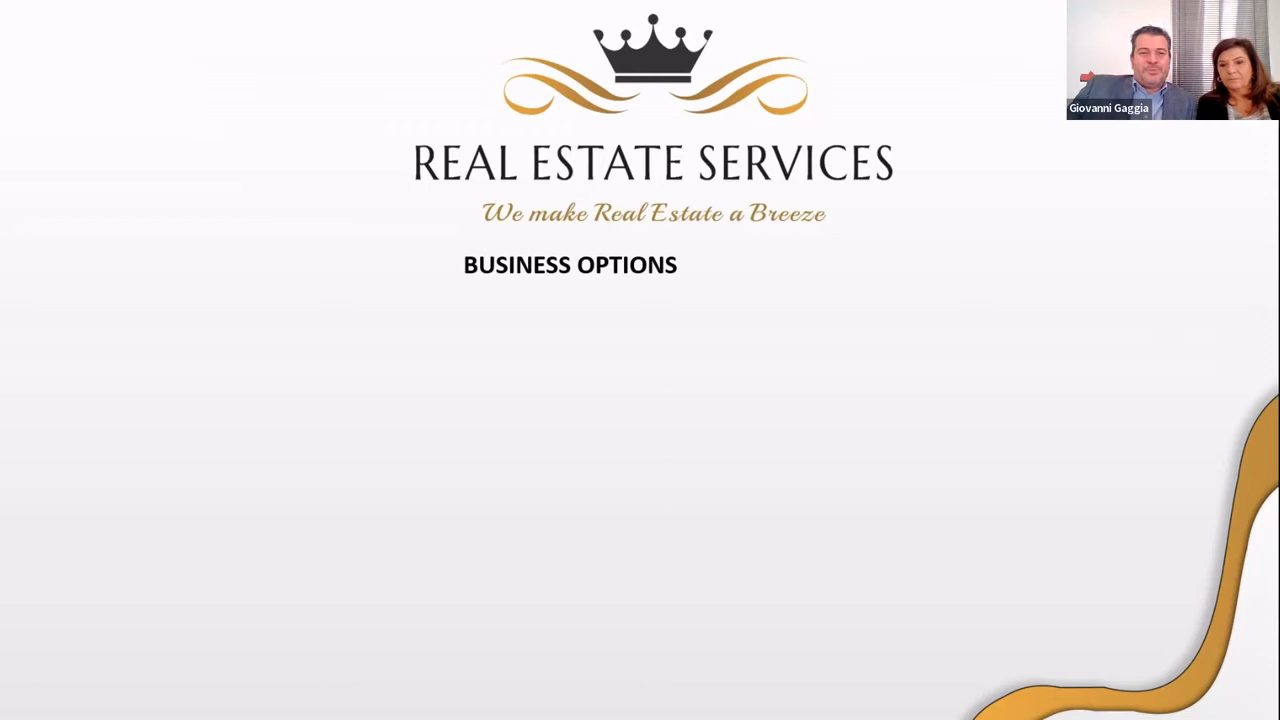 REAL ESTATE SERVICES
We make Real Estate a Breeze
BUSINESS OPTIONS
Giovanni Gaggia